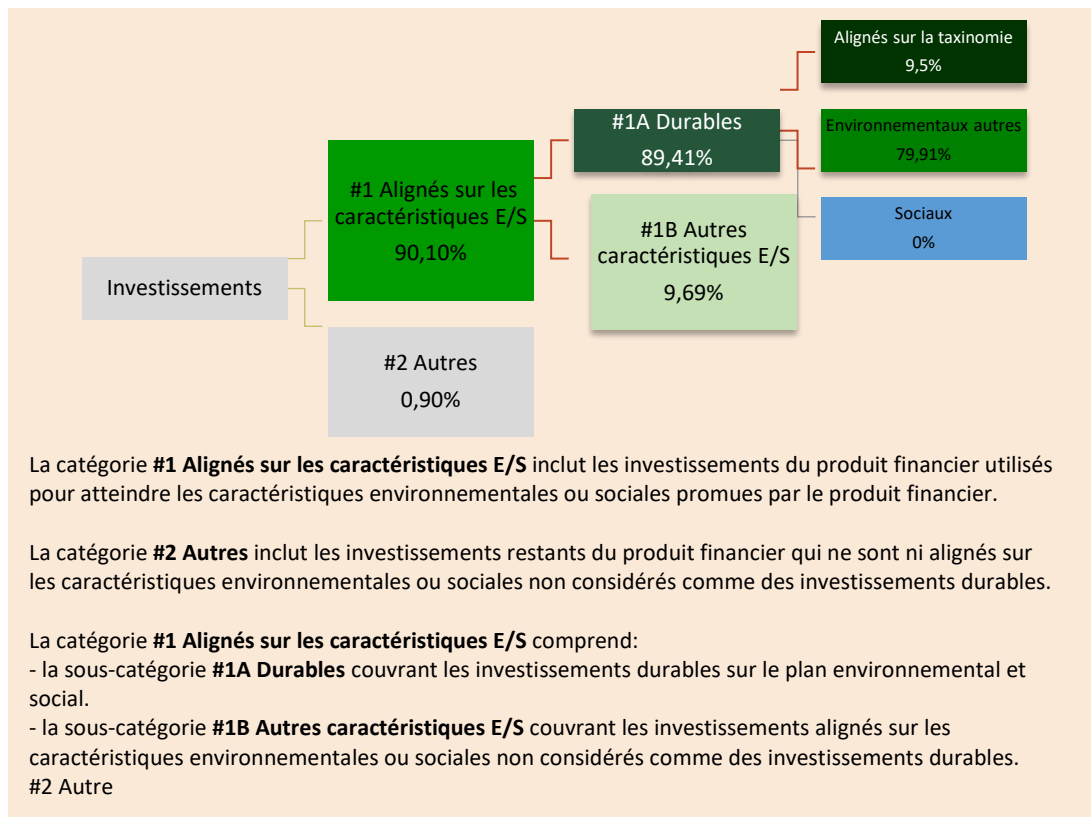 Alignés sur la taxinomie
9,5%
#1A Durables
89,41%
Environnementaux autres
79,91%
#1 Alignés sur les
caractéristiques E/S
90,10%
#1B Autres
caractéristiques E/S
9,69%
Sociaux
0%
Investissements
#2 Autres
0,90%
La catégorie #1 Alignés sur les caractéristiques E/S inclut les investissements du produit financier utilisés
pour atteindre les caractéristiques environnementales ou sociales promues par le produit financier.
La catégorie #2 Autres inclut les investissements restants du produit financier qui ne sont ni alignés sur
les caractéristiques environnementales ou sociales non considérés comme des investissements durables.
La catégorie #1 Alignés sur les caractéristiques E/S comprend:
- la sous-catégorie #1A Durables couvrant les investissements durables sur le plan environnemental et
social.
- la sous-catégorie #1B Autres caractéristiques E/S couvrant les investissements alignés sur les
caractéristiques environnementales ou sociales non considérés comme des investissements durables.
#2 Autre